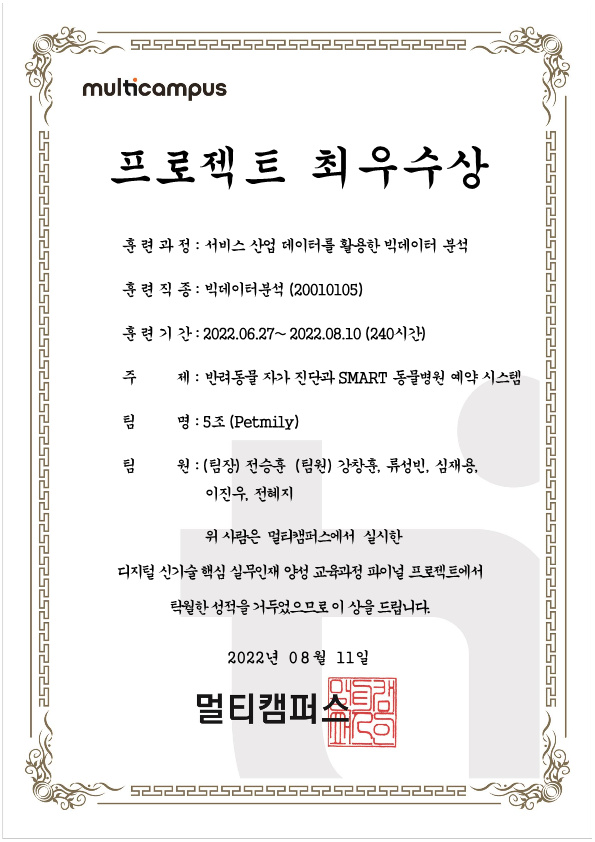 multicampus
프로젝트 최우수상
훈 련 과 정 : 서비스 산업 데이터를 활용한 빅데이터 분석
훈 련 직 종 : 빅데이터분석 (20010105)
훈 련 기 간 : 2022.06.27~ 2022.08.10 (240시간)
주 제 : 반려동물 자가 진단과 SMART 동물병원 예약 시스템
팀 명 : 5조 (Petmily)
팀 원 : (팀장) 전승훈 (팀원) 강창훈, 류성빈, 심재용,
이진우, 전혜지
위 사람은 멀티캠퍼스에서 실시한
디지털 신기술 핵심 실무인재 양성 교육과정 파이널 프로젝트에서
탁월한 성적을 거두었으므로 이 상을 드립니다.
2022년 08월 11일
멀티캠퍼스